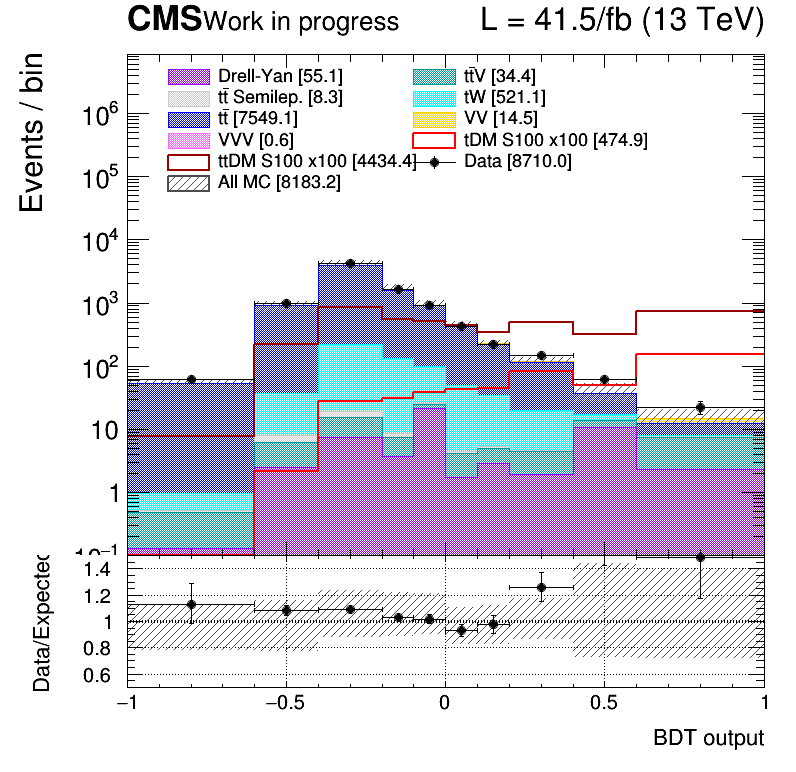 CMS Work in progress L = 41.5/fb (13 TeV)
Events / bin
Drell-Yan [55.1] tt̄V [34.4]
tt̄ Semilep. [8.3] tW [521.1]
tt̄ [7549.1] VV [14.5]
VVV [0.6] tDM S100 x100 [474.9]
ttDM S100 x100 [4434.4] Data [8710.0]
All MC [8183.2]
10⁶
10⁵
10⁴
10³
10²
10
1
10⁻¹
Data/Expected
1.4
1.2
1
0.8
0.6
−1 −0.5 0 0.5 1
BDT output